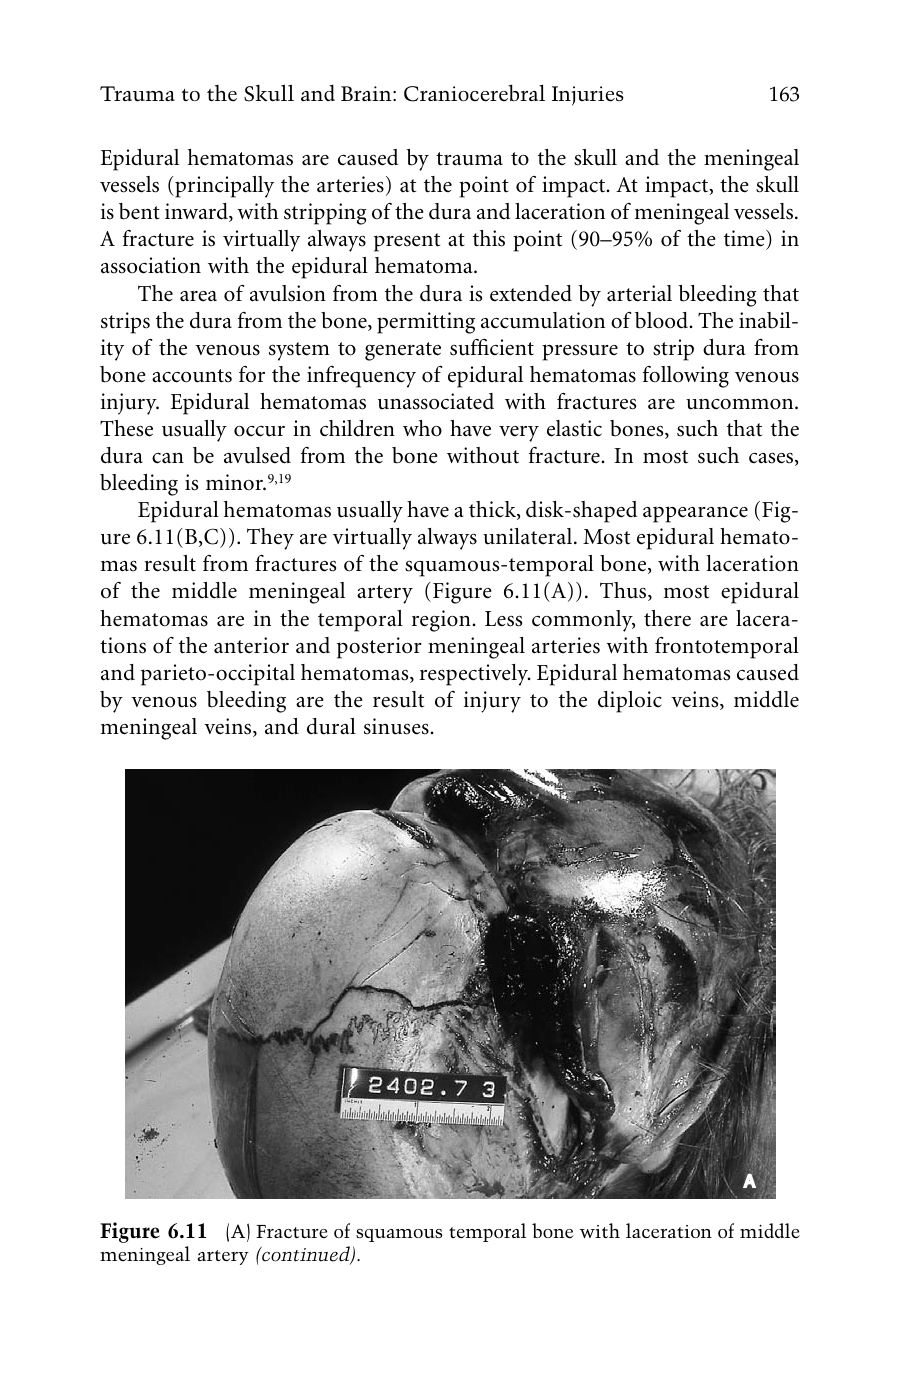 Trauma to the Skull and Brain: Craniocerebral Injuries 163
Epidural hematomas are caused by trauma to the skull and the meningeal
vessels (principally the arteries) at the point of impact. At impact, the skull
is bent inward, with stripping of the dura and laceration of meningeal vessels.
A fracture is virtually always present at this point (90–95% of the time) in
association with the epidural hematoma.
The area of avulsion from the dura is extended by arterial bleeding that
strips the dura from the bone, permitting accumulation of blood. The inabil-
ity of the venous system to generate sufficient pressure to strip dura from
bone accounts for the infrequency of epidural hematomas following venous
injury. Epidural hematomas unassociated with fractures are uncommon.
These usually occur in children who have very elastic bones, such that the
dura can be avulsed from the bone without fracture. In most such cases,
bleeding is minor.9,19
Epidural hematomas usually have a thick, disk-shaped appearance (Fig-
ure 6.11(B,C)). They are virtually always unilateral. Most epidural hemato-
mas result from fractures of the squamous-temporal bone, with laceration
of the middle meningeal artery (Figure 6.11(A)). Thus, most epidural
hematomas are in the temporal region. Less commonly, there are lacera-
tions of the anterior and posterior meningeal arteries with frontotemporal
and parieto-occipital hematomas, respectively. Epidural hematomas caused
by venous bleeding are the result of injury to the diploic veins, middle
meningeal veins, and dural sinuses.
2402.73
INCHES 1 2
A
Figure 6.11 (A) Fracture of squamous temporal bone with laceration of middle
meningeal artery (continued).